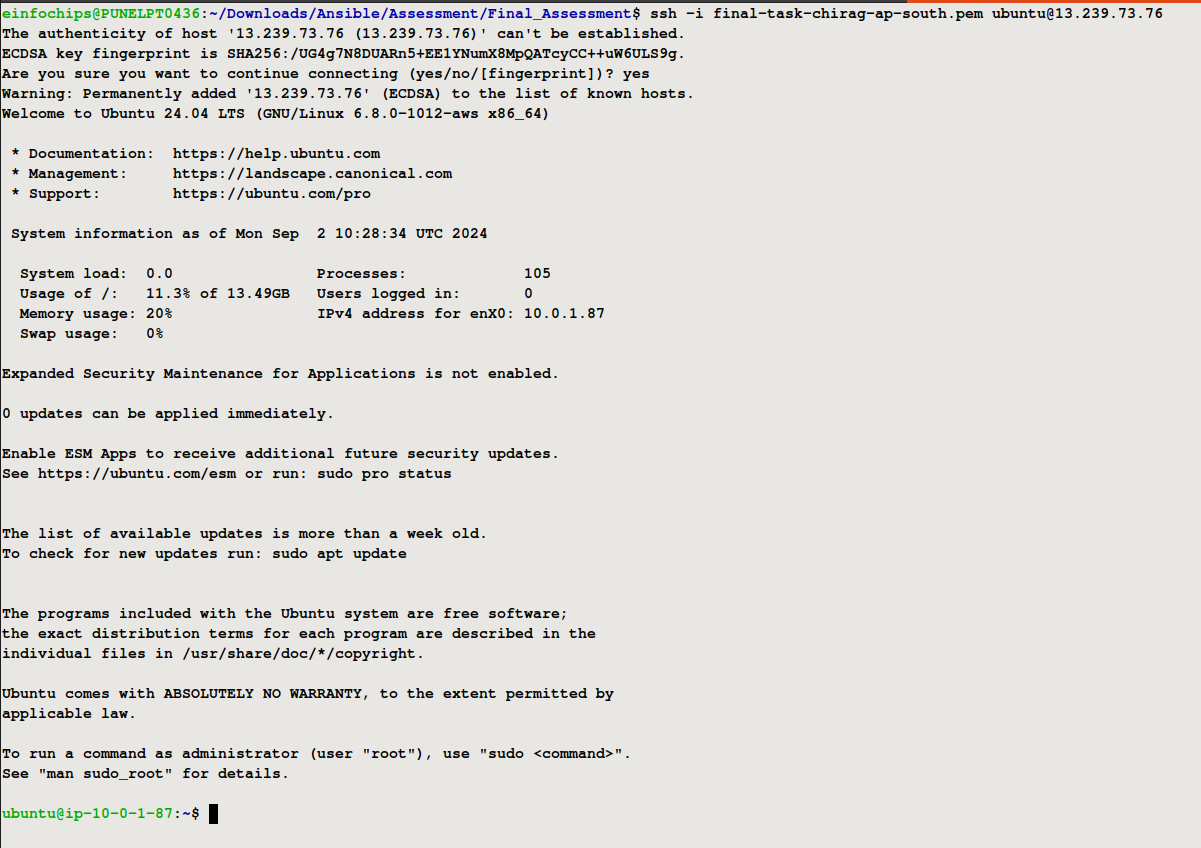 einfochips@PUNELPT0436:~/Downloads/Ansible/Assessment/Final_Assessment$ ssh -i final-task-chirag-ap-south.pem ubuntu@13.239.73.76
The authenticity of host '13.239.73.76 (13.239.73.76)' can't be established.
ECDSA key fingerprint is SHA256:/UG4g7N8DUARn5+EE1YNumX8MpQATcyCC++uW6ULS9g.
Are you sure you want to continue connecting (yes/no/[fingerprint])? yes
Warning: Permanently added '13.239.73.76' (ECDSA) to the list of known hosts.
Welcome to Ubuntu 24.04 LTS (GNU/Linux 6.8.0-1012-aws x86_64)

 * Documentation:  https://help.ubuntu.com
 * Management:     https://landscape.canonical.com
 * Support:        https://ubuntu.com/pro

 System information as of Mon Sep  2 10:28:34 UTC 2024

  System load:  0.0                Processes:             105
  Usage of /:   11.3% of 13.49GB   Users logged in:       0
  Memory usage: 20%                IPv4 address for enX0: 10.0.1.87
  Swap usage:   0%

Expanded Security Maintenance for Applications is not enabled.

0 updates can be applied immediately.

Enable ESM Apps to receive additional future security updates.
See https://ubuntu.com/esm or run: sudo pro status


The list of available updates is more than a week old.
To check for new updates run: sudo apt update


The programs included with the Ubuntu system are free software;
the exact distribution terms for each program are described in the
individual files in /usr/share/doc/*/copyright.

Ubuntu comes with ABSOLUTELY NO WARRANTY, to the extent permitted by
applicable law.

To run a command as administrator (user "root"), use "sudo <command>".
See "man sudo_root" for details.

ubuntu@ip-10-0-1-87:~$